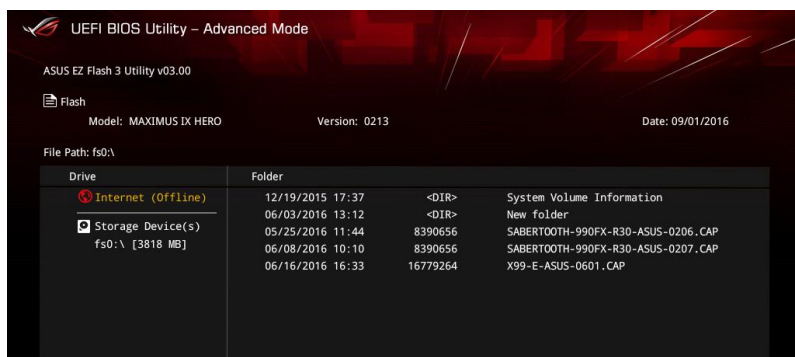 UEFI BIOS Utility – Advanced Mode
ASUS EZ Flash 3 Utility v03.00
Flash
Model: MAXIMUS IX HERO Version: 0213 Date: 09/01/2016
File Path: fs0:\
Drive Folder
Internet (Offline) 12/19/2015 17:37 <DIR> System Volume Information
06/03/2016 13:12 <DIR> New folder
Storage Device(s) 05/25/2016 11:44 8390656 SABERTOOTH-990FX-R30-ASUS-0206.CAP
fs0:\ [3818 MB] 06/08/2016 10:10 8390656 SABERTOOTH-990FX-R30-ASUS-0207.CAP
06/16/2016 16:33 16779264 X99-E-ASUS-0601.CAP